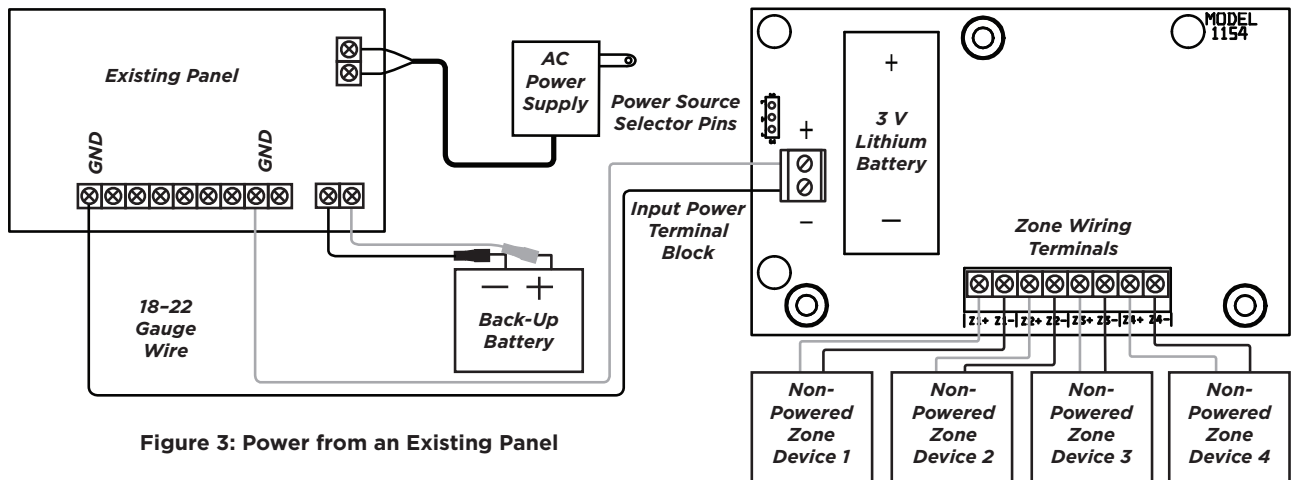 Existing Panel
GND
GND
AC
Power
Supply
Power Source
Selector Pins
+
-
Input Power
Terminal
Block
MODEL
1154
+
3 V
Lithium
Battery
-
Zone Wiring
Terminals
Z1+ Z1- Z2+ Z2- Z3+ Z3- Z4+ Z4-
18–22
Gauge
Wire
- +
Back-Up
Battery
Non-
Powered
Zone
Device 1
Non-
Powered
Zone
Device 2
Non-
Powered
Zone
Device 3
Non-
Powered
Zone
Device 4
Figure 3: Power from an Existing Panel